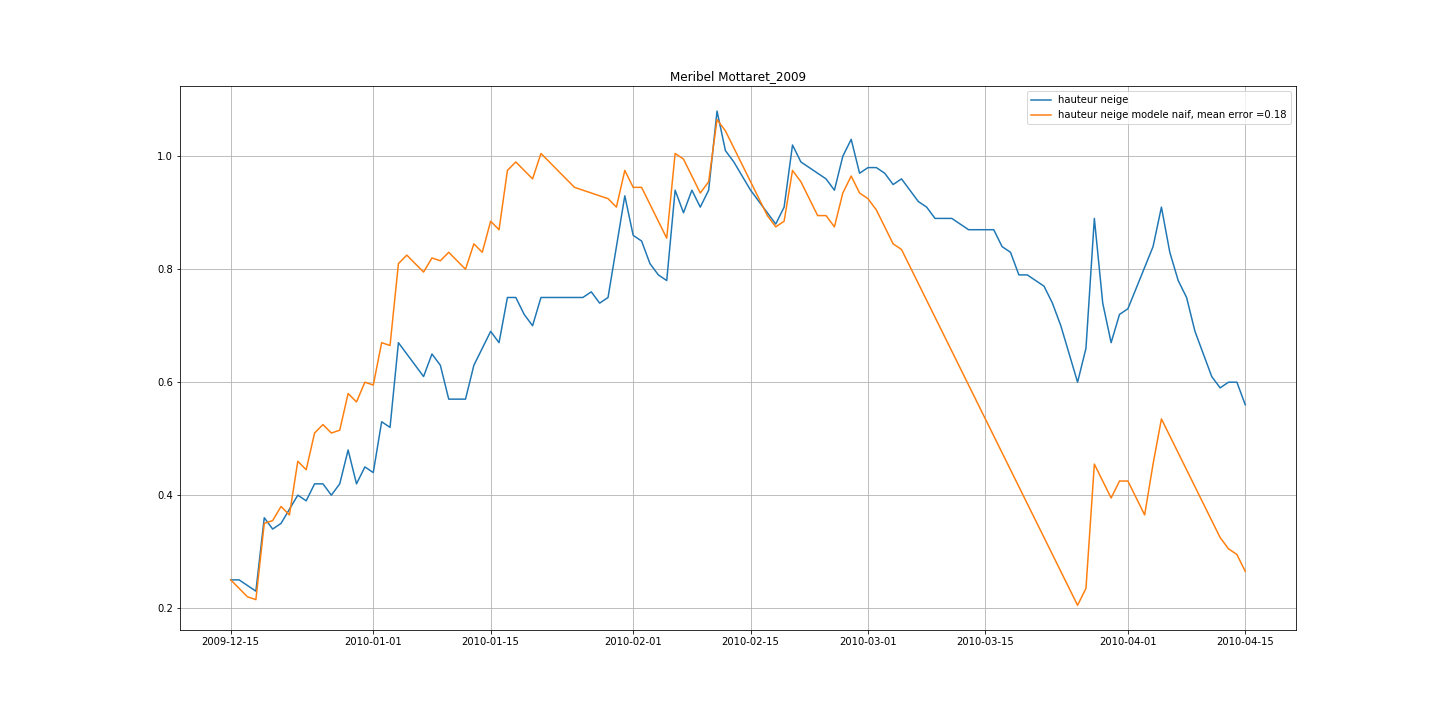 Meribel Mottaret_2009
hauteur neige
hauteur neige modele naif, mean error =0.18
1.0
0.8
0.6
0.4
0.2
2009-12-15 2010-01-01 2010-01-15 2010-02-01 2010-02-15 2010-03-01 2010-03-15 2010-04-01 2010-04-15